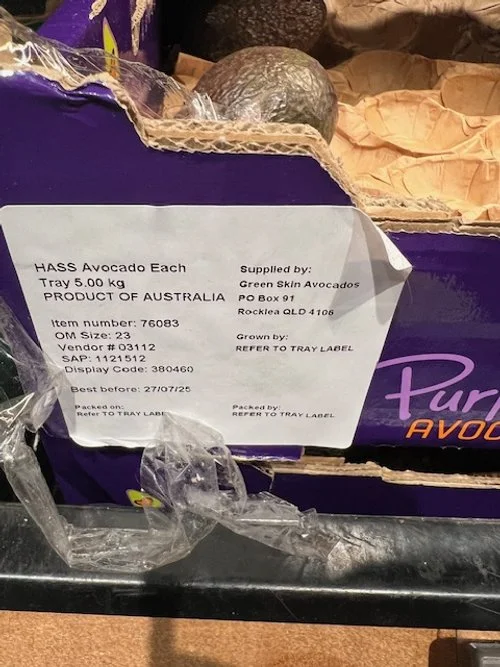 HASS Avocado Each
Tray 5.00 kg
PRODUCT OF AUSTRALIA
Item number: 76083
OM Size: 23
Vendor # 03112
SAP: 1121512
Display Code: 380460
Best before: 27/07/25
Packed on:
Refer to TRAY LABE
Supplied by:
Green Skin Avocados
PO Box 91
Rocklea QLD 4106
Grown by:
REFER TO TRAY LABEL
Packed by:
REFER TO TRAY LABEL
Pur
AVOC